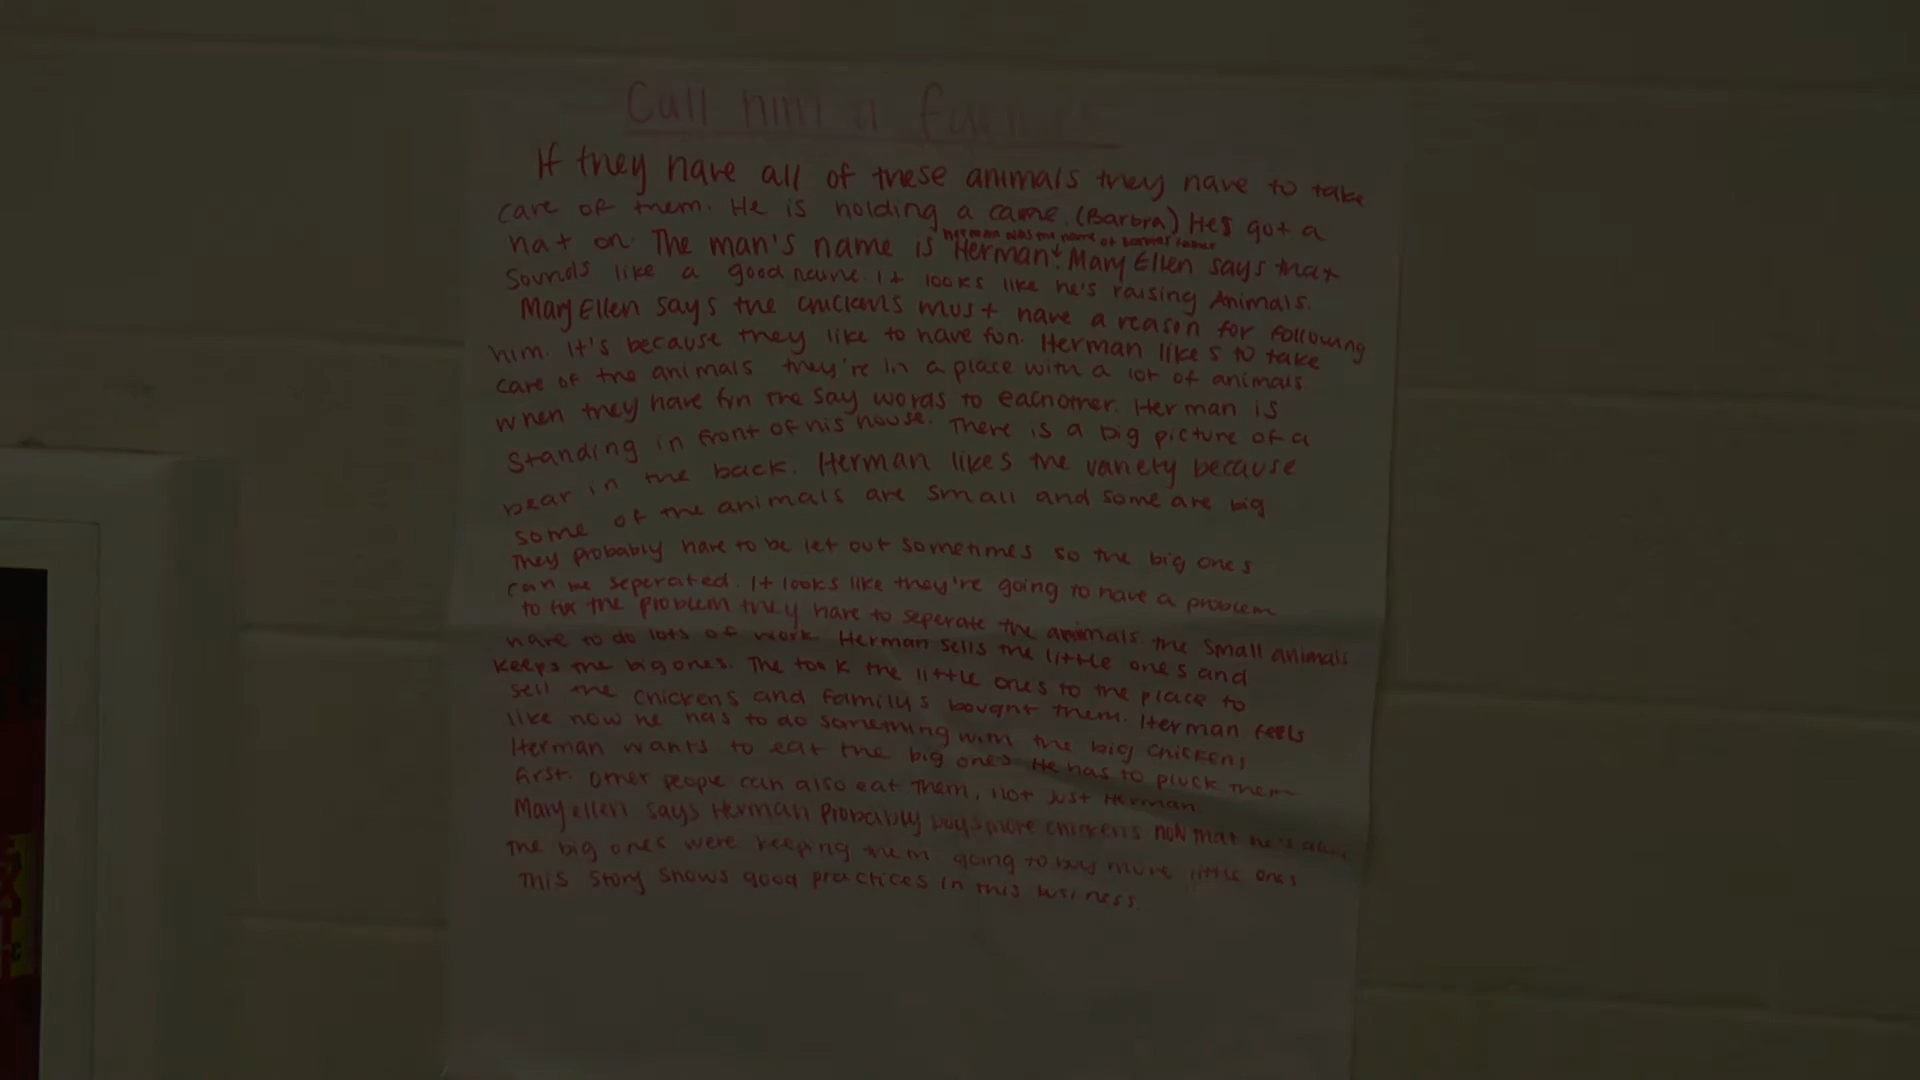 Call him a farmer
If they have all of these animals they have to take
care of them. He is holding a came. (Barbra) He's got a
hat on. The man's name is Herman. Mary Ellen says that
Herman was the name of
sounds like a good name. It looks like he's raising Animals.
Mary Ellen says the chickens must have a reason for following
him. It's because they like to have fun. Herman likes to take
care of the animals they're in a place with a lot of animals.
when they have fun the say words to eachother. Herman is
standing in front of his house. There is a big picture of a
bear in the back. Herman likes the variety because
some of the animals are small and some are big
They probably have to be let out sometimes so the big ones
can be seperated. It looks like they're going to have a problem
to fix the problem they have to seperate the animals. The small animals
have to do lots of work. Herman sells the little ones and
keeps the big ones. The took the little ones to the place to
sell the chickens and familys bought them. Herman feels
like now he has to do something with the big chickens
Herman wants to eat the big ones. He has to pluck them
first. Other people can also eat them, not just Herman.
Mary ellen says Herman Probably buys more chickens now that he's
the big ones were keeping them going to buy more little ones
This story shows good practices in this business.